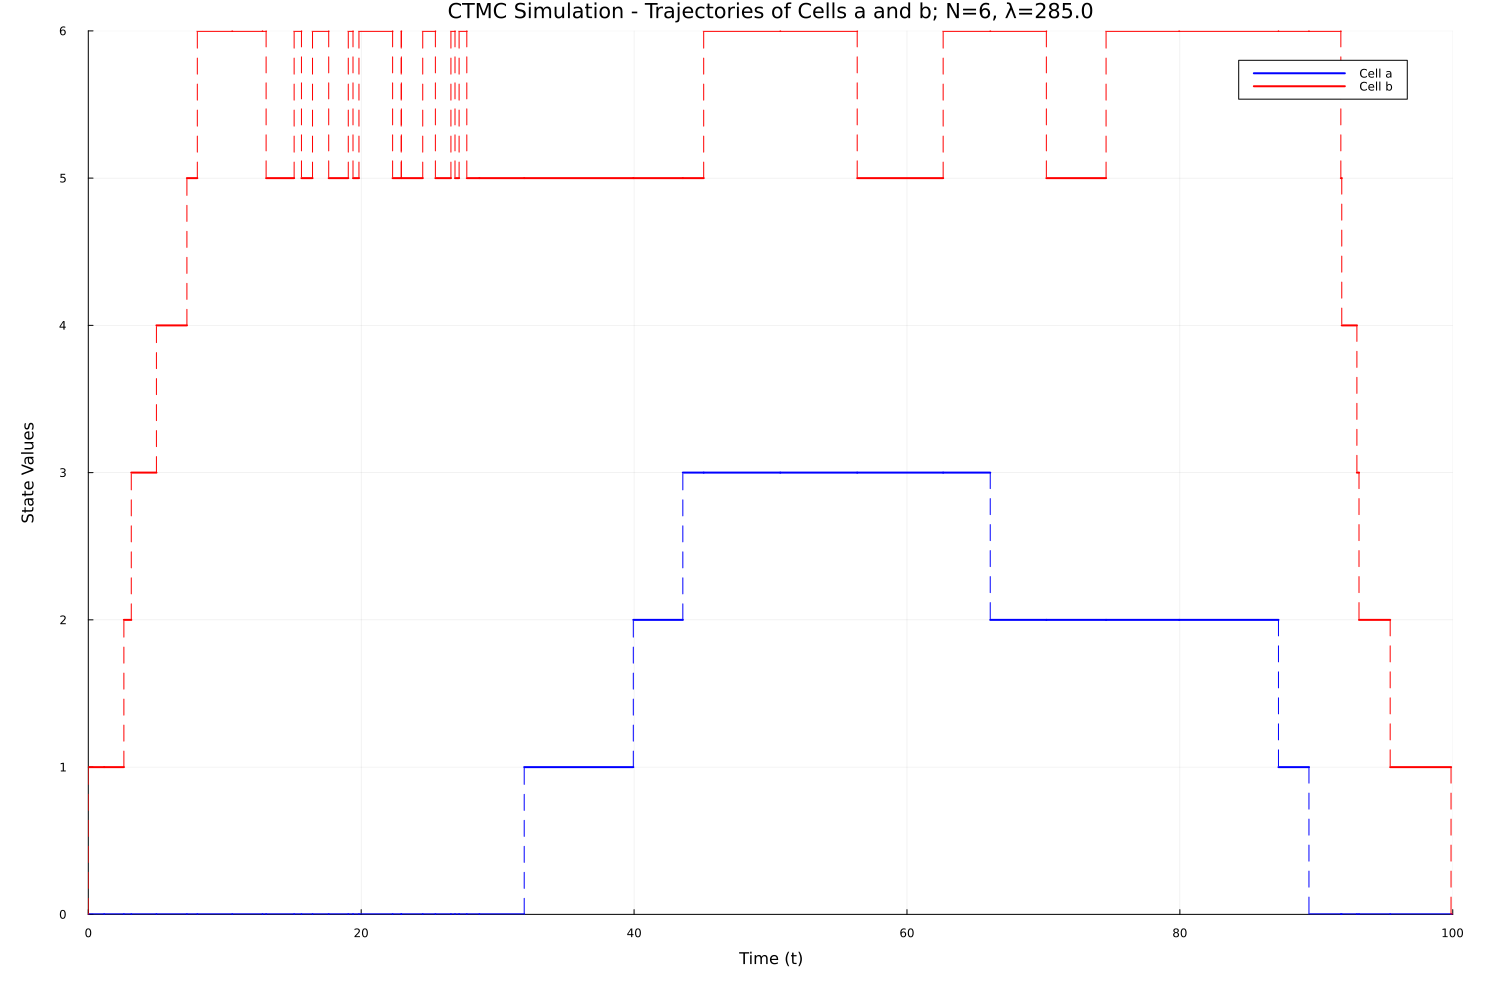 CTMC Simulation - Trajectories of Cells a and b; N=6, λ=285.0
6
Cell a
Cell b
5
4
3
State Values
2
1
0
0 20 40 60 80 100
Time (t)